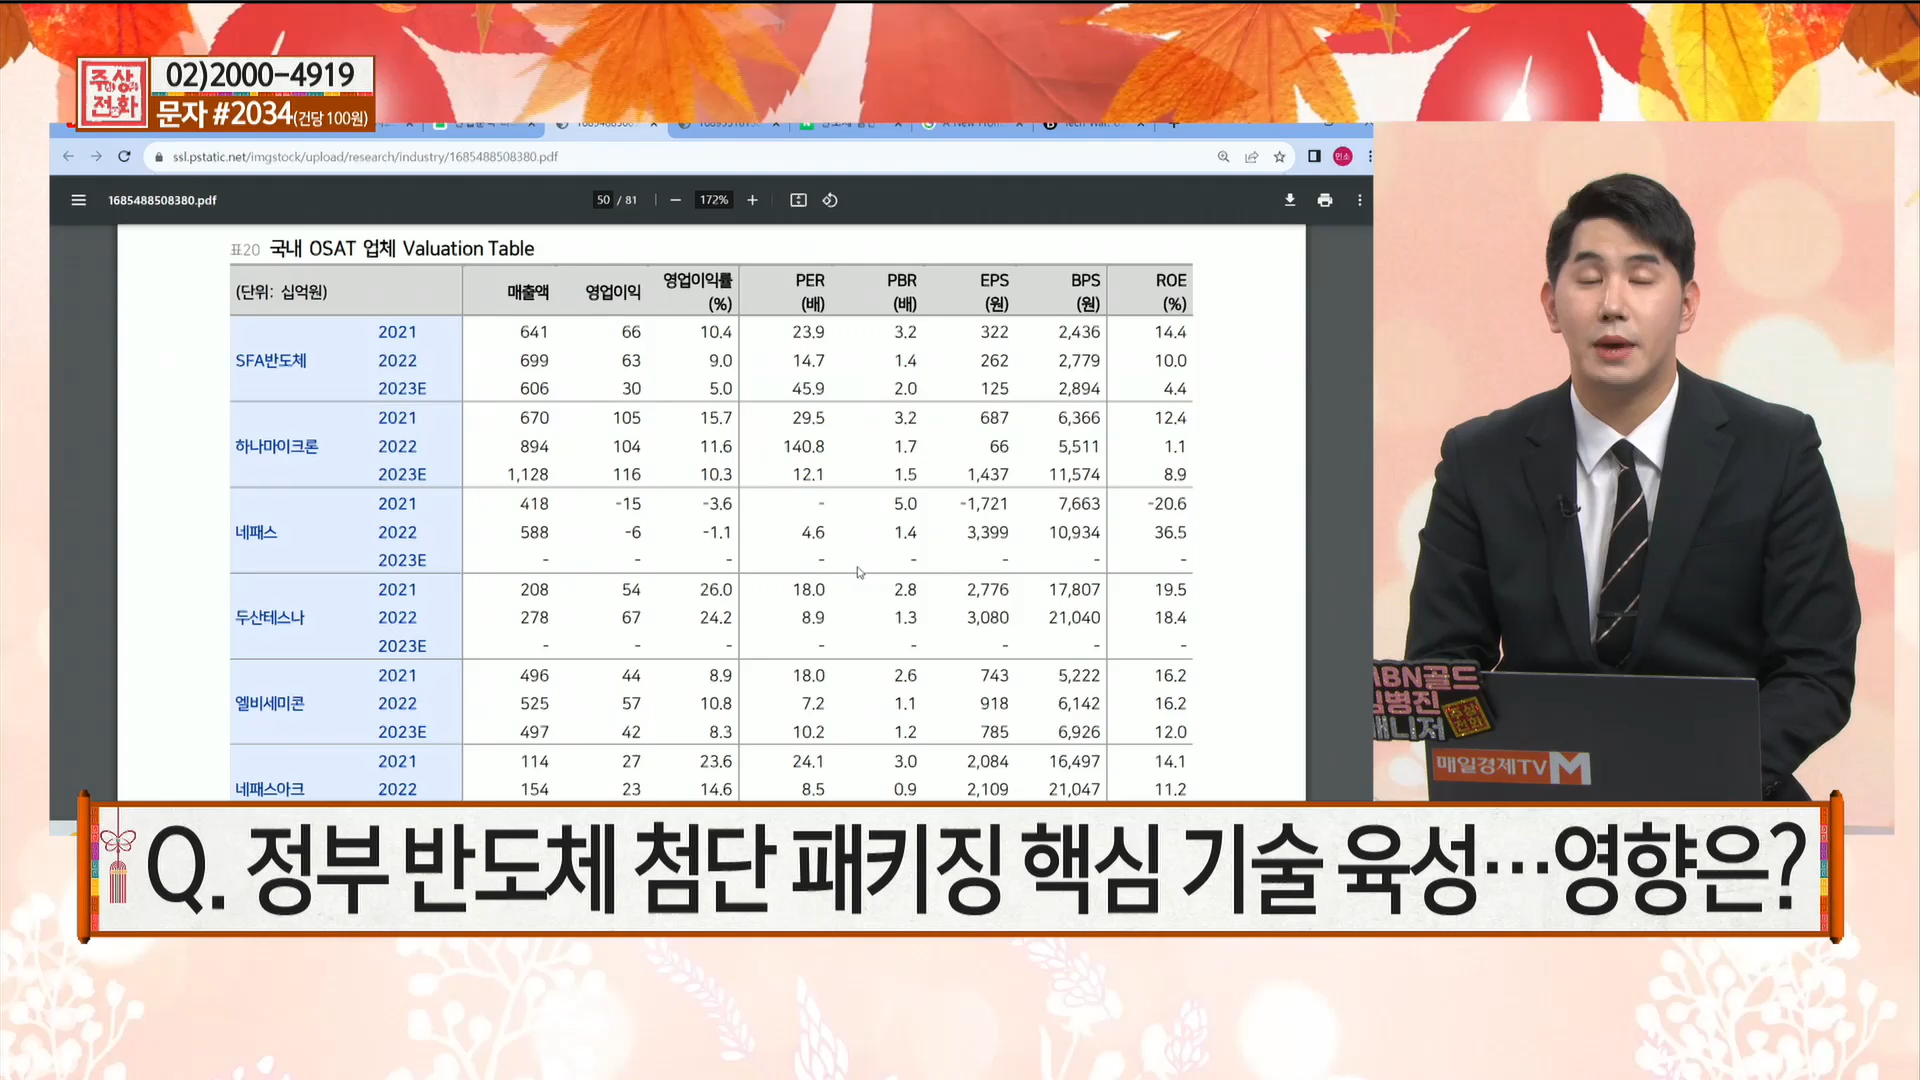 주상
전화
02)2000-4919
문자 #2034(건당 100원)
ssl.pstatic.net/imgstock/upload/research/industry/1685488508380.pdf
민소
1685488508380.pdf
50 / 81
172%
표20 국내 OSAT 업체 Valuation Table
(단위: 십억원) 매출액 영업이익 영업이익률 (%) PER (배) PBR (배) EPS (원) BPS (원) ROE (%)
SFA반도체
2021 641 66 10.4 23.9 3.2 322 2,436 14.4
2022 699 63 9.0 14.7 1.4 262 2,779 10.0
2023E 606 30 5.0 45.9 2.0 125 2,894 4.4
하나마이크론
2021 670 105 15.7 29.5 3.2 687 6,366 12.4
2022 894 104 11.6 140.8 1.7 66 5,511 1.1
2023E 1,128 116 10.3 12.1 1.5 1,437 11,574 8.9
네패스
2021 418 -15 -3.6 - 5.0 -1,721 7,663 -20.6
2022 588 -6 -1.1 4.6 1.4 3,399 10,934 36.5
2023E - - - - - - - -
두산테스나
2021 208 54 26.0 18.0 2.8 2,776 17,807 19.5
2022 278 67 24.2 8.9 1.3 3,080 21,040 18.4
2023E - - - - - - - -
엘비세미콘
2021 496 44 8.9 18.0 2.6 743 5,222 16.2
2022 525 57 10.8 7.2 1.1 918 6,142 16.2
2023E 497 42 8.3 10.2 1.2 785 6,926 12.0
네패스아크
2021 114 27 23.6 24.1 3.0 2,084 16,497 14.1
2022 154 23 14.6 8.5 0.9 2,109 21,047 11.2
골드
병진
니저
주상
전화
매일경제TV M
Q. 정부 반도체 첨단 패키징 핵심 기술 육성…영향은?